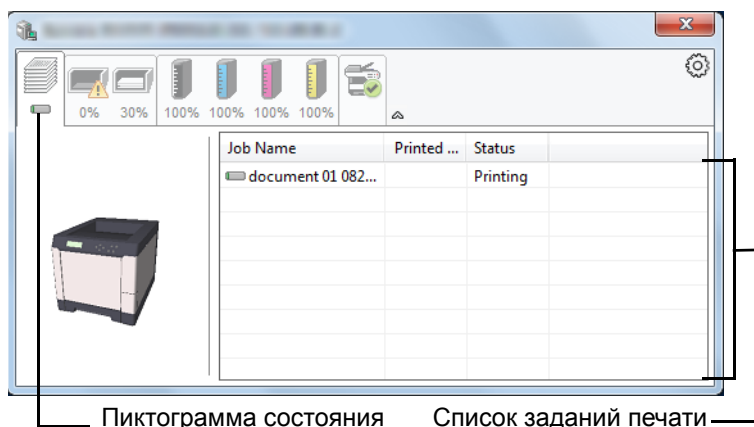 0% 30% 100% 100% 100% 100%
Job Name Printed ... Status
document 01 082... Printing
Пиктограмма состояния Список заданий печати